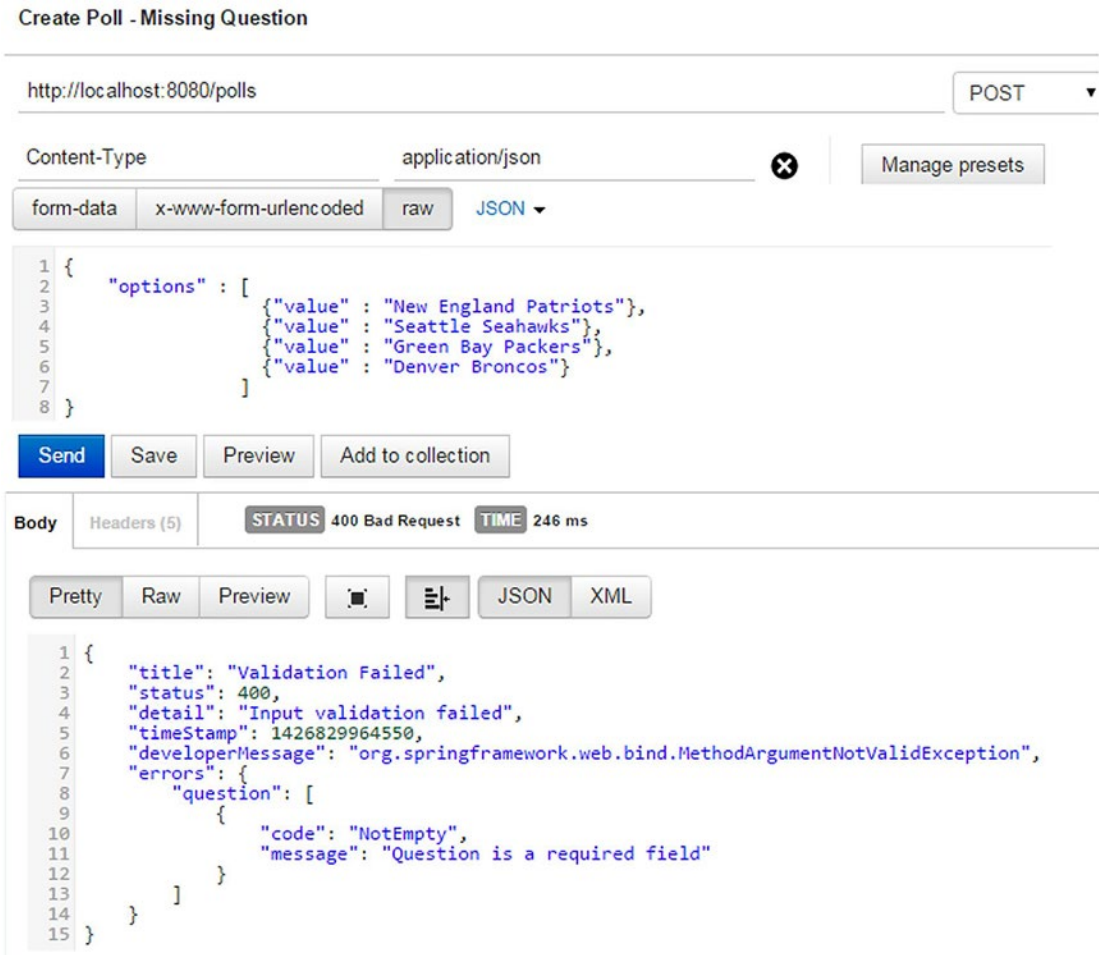 Create Poll - Missing Question
http://localhost:8080/polls POST
Content-Type application/json Manage presets
form-data x-www-form-urlencoded raw JSON
1 {
2 "options" : [
3 {"value" : "New England Patriots"},
4 {"value" : "Seattle Seahawks"},
5 {"value" : "Green Bay Packers"},
6 {"value" : "Denver Broncos"}
7 ]
8 }
Send Save Preview Add to collection
Body Headers (5) STATUS 400 Bad Request TIME 246 ms
Pretty Raw Preview JSON XML
1 {
2 "title": "Validation Failed",
3 "status": 400,
4 "detail": "Input validation failed",
5 "timeStamp": 1426829964550,
6 "developerMessage": "org.springframework.web.bind.MethodArgumentNotValidException",
7 "errors": {
8 "question": [
9 {
10 "code": "NotEmpty",
11 "message": "Question is a required field"
12 }
13 ]
14 }
15 }